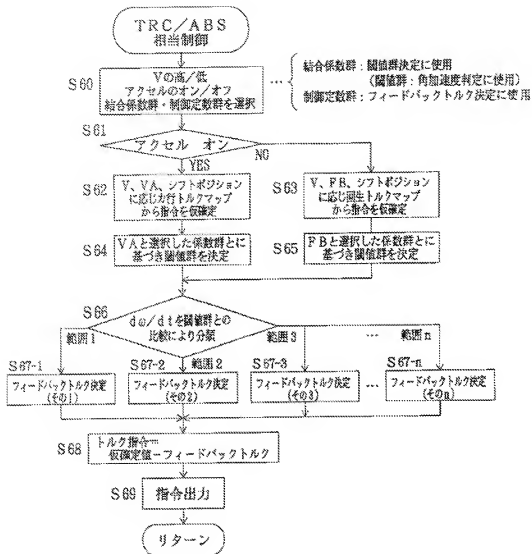 TRC/ABS
相当制御
S60
Vの高/低
アクセルのオン/オフ
結合係数群・制御定数群を選択
… 結合係数群:閾値群決定に使用
(閾値群:角加速度判定に使用)
制御定数群:フィードバックトルク決定に使用
S61
アクセル オン
YES
NO
S62
V、VA、シフトポジション
に応じ力行トルクマップ
から指令を仮確定
S63
V、FB、シフトポジション
に応じ回生トルクマップ
から指令を仮確定
S64
VAと選択した係数群とに
基づき閾値群を決定
S65
FBと選択した係数群とに
基づき閾値群を決定
S66
dω/dtを閾値群との
比較により分類
範囲1
範囲2
範囲3
…
範囲n
S67-1
フィードバックトルク決定
(その1)
S67-2
フィードバックトルク決定
(その2)
S67-3
フィードバックトルク決定
(その3)
…
S67-n
フィードバックトルク決定
(そのn)
S68
トルク指令=
仮確定値-フィードバックトルク
S69
指令出力
リターン